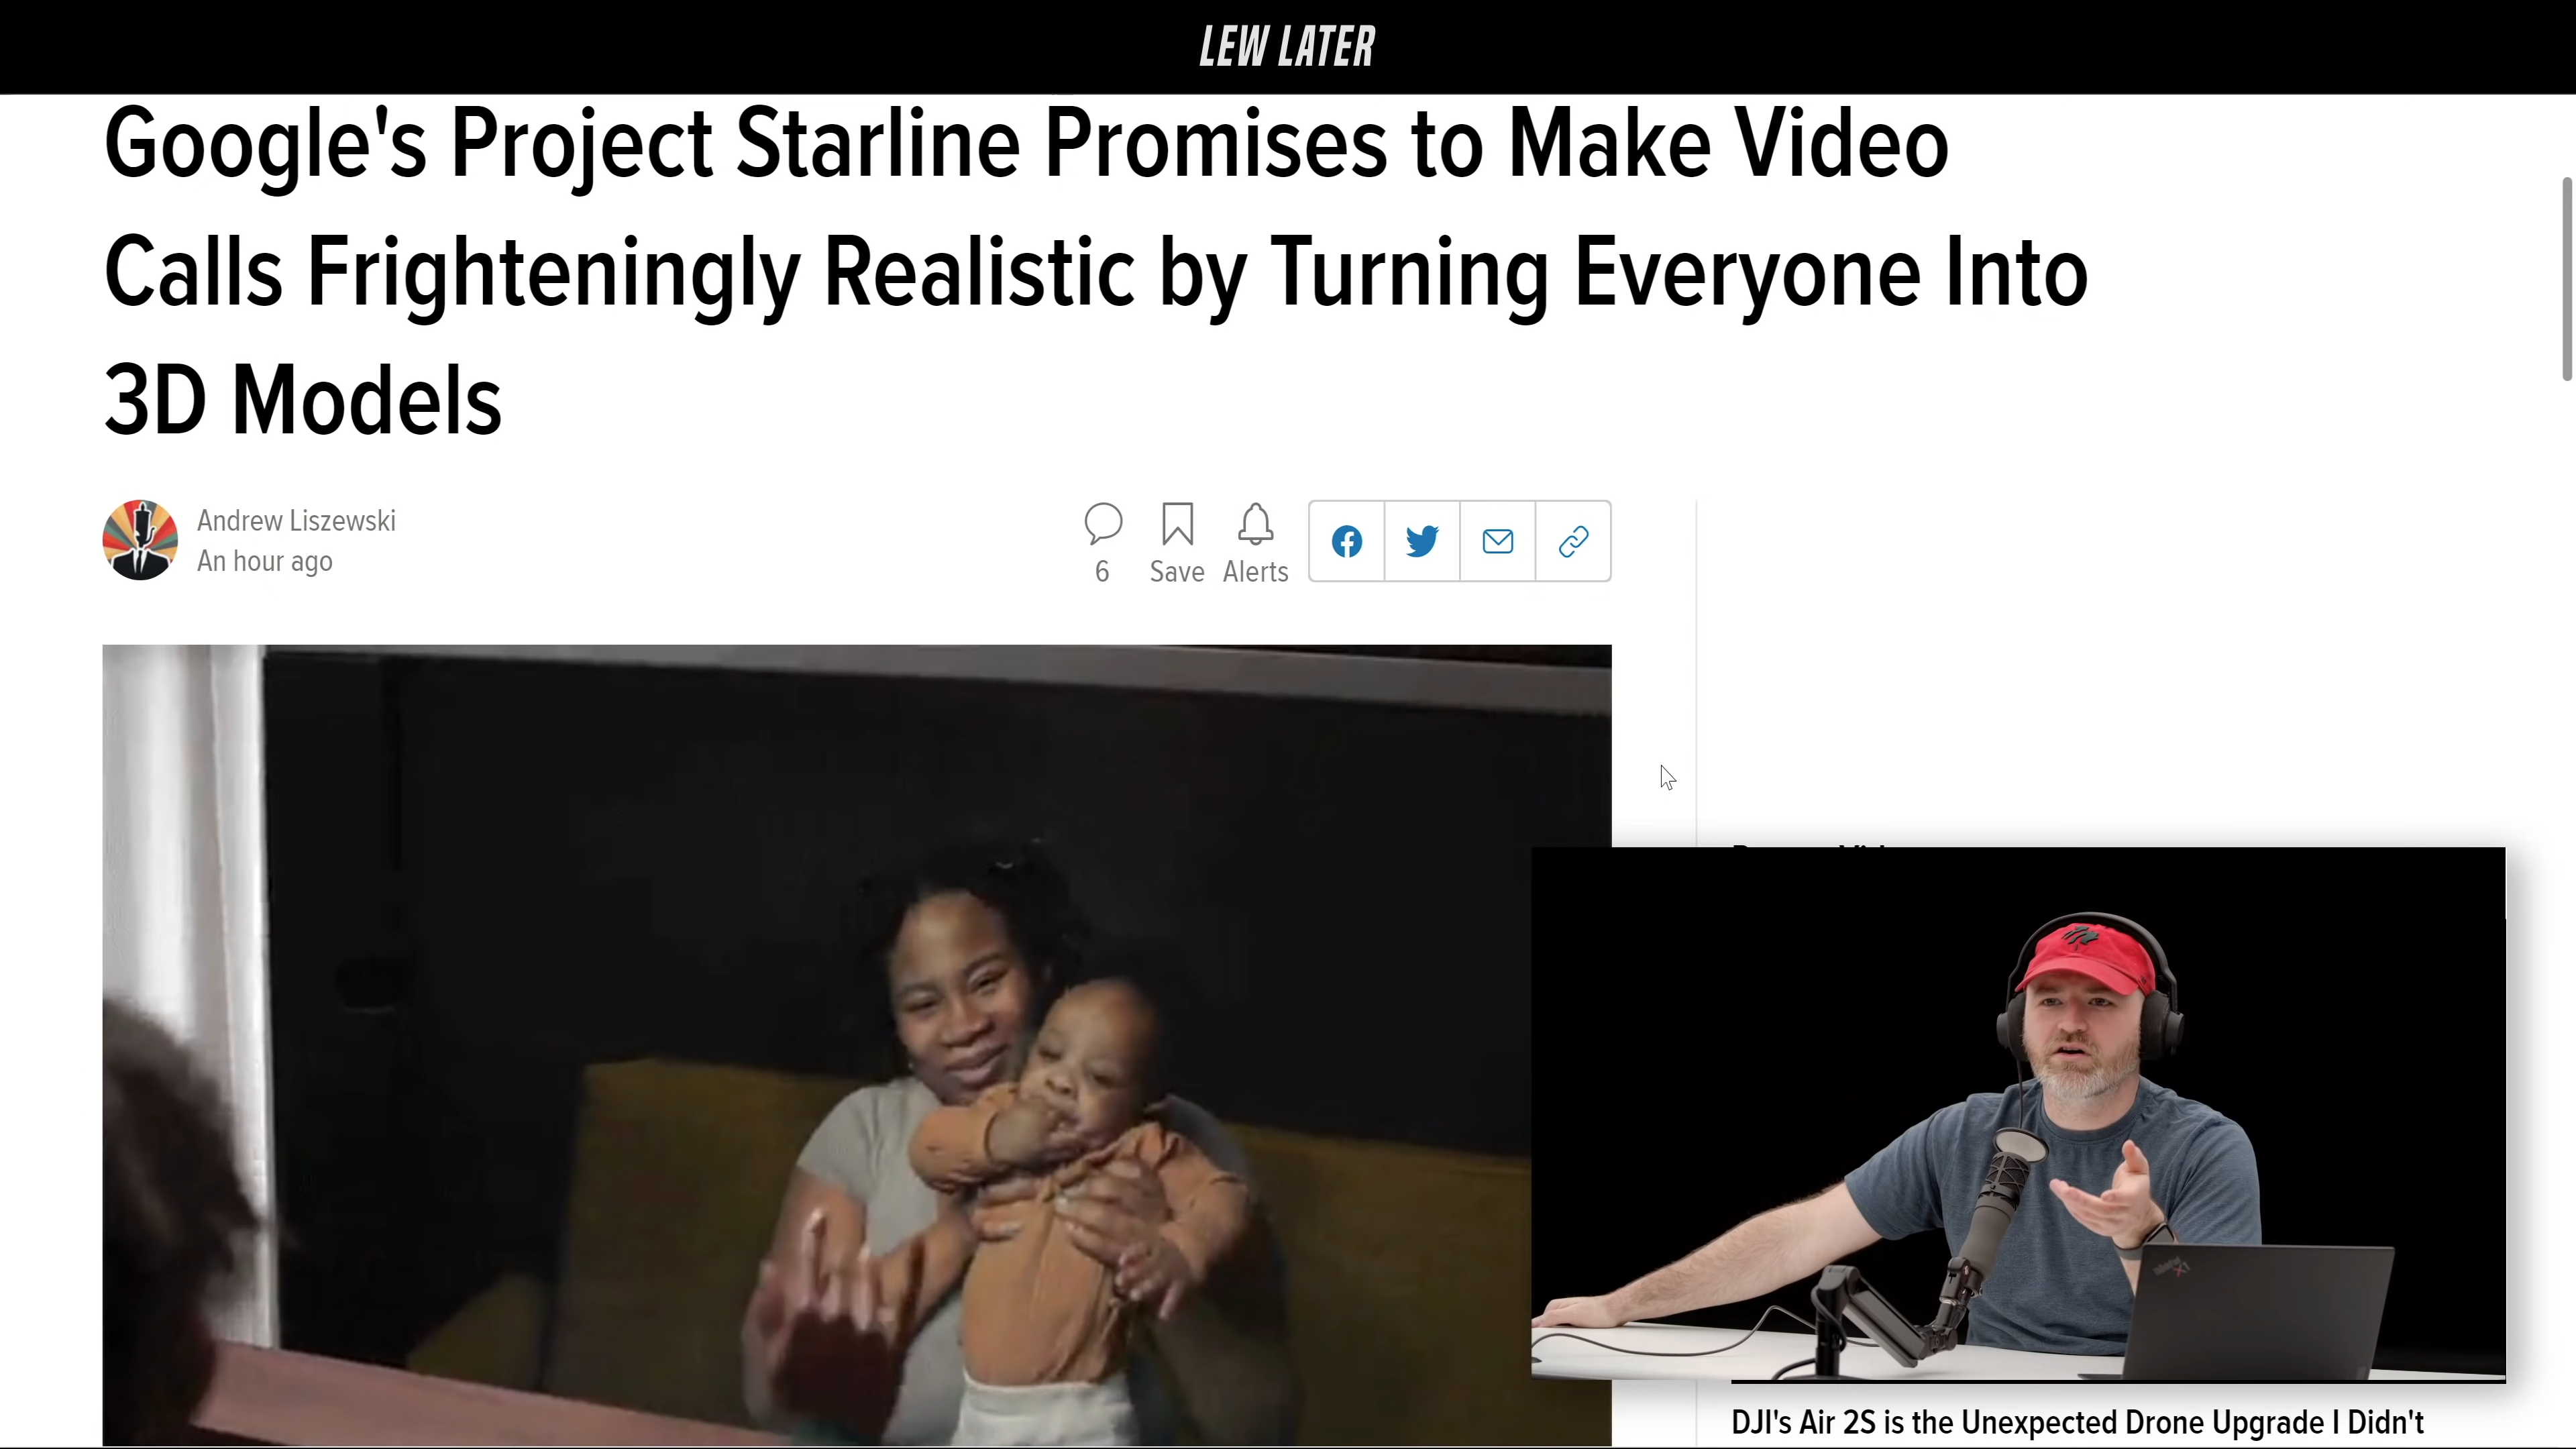 LEW LATER
Google's Project Starline Promises to Make Video
Calls Frighteningly Realistic by Turning Everyone Into
3D Models
Andrew Liszewski
An hour ago
6
Save
Alerts
DJI's Air 2S is the Unexpected Drone Upgrade I Didn't